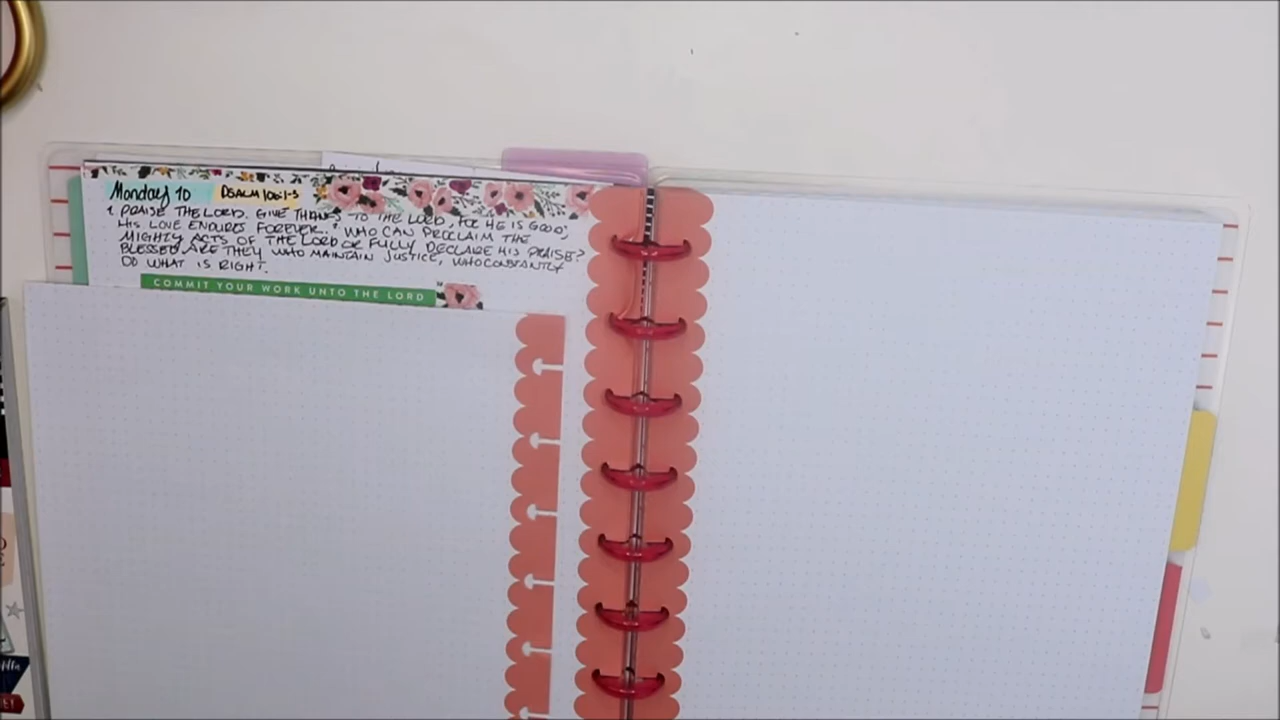 Monday 10
PSALM 106:1-3
1 PRAISE THE LORD. GIVE THANKS TO THE LORD, FOR HE IS GOOD;
HIS LOVE ENDURES FOREVER. 2 WHO CAN PROCLAIM THE
MIGHTY ACTS OF THE LORD OR FULLY DECLARE HIS PRAISE?
BLESSED ARE THEY WHO MAINTAIN JUSTICE, WHO CONSTANTLY
DO WHAT IS RIGHT.
COMMIT YOUR WORK UNTO THE LORD